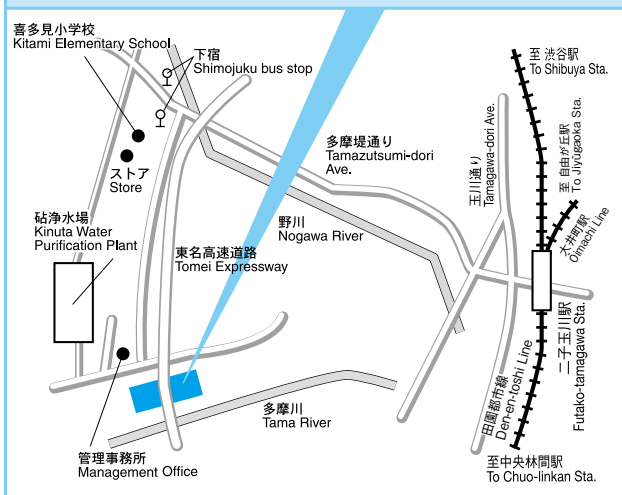 喜多見小学校
Kitami Elementary School
下宿
Shimojuku bus stop
ストア
Store
砧浄水場
Kinuta Water
Purification Plant
東名高速道路
Tomei Expressway
多摩堤通り
Tamazutsumi-dori
Ave.
野川
Nogawa River
玉川通り
Tamagawa-dori Ave.
至 渋谷駅
To Shibuya Sta.
至 自由が丘駅
To Jiyūgaoka Sta.
大井町駅
Ōimachi Line
二子玉川駅
Futako-tamagawa Sta.
田園都市線
Den-en-toshi Line
多摩川
Tama River
管理事務所
Management Office
至中央林間駅
To Chuo-linkan Sta.